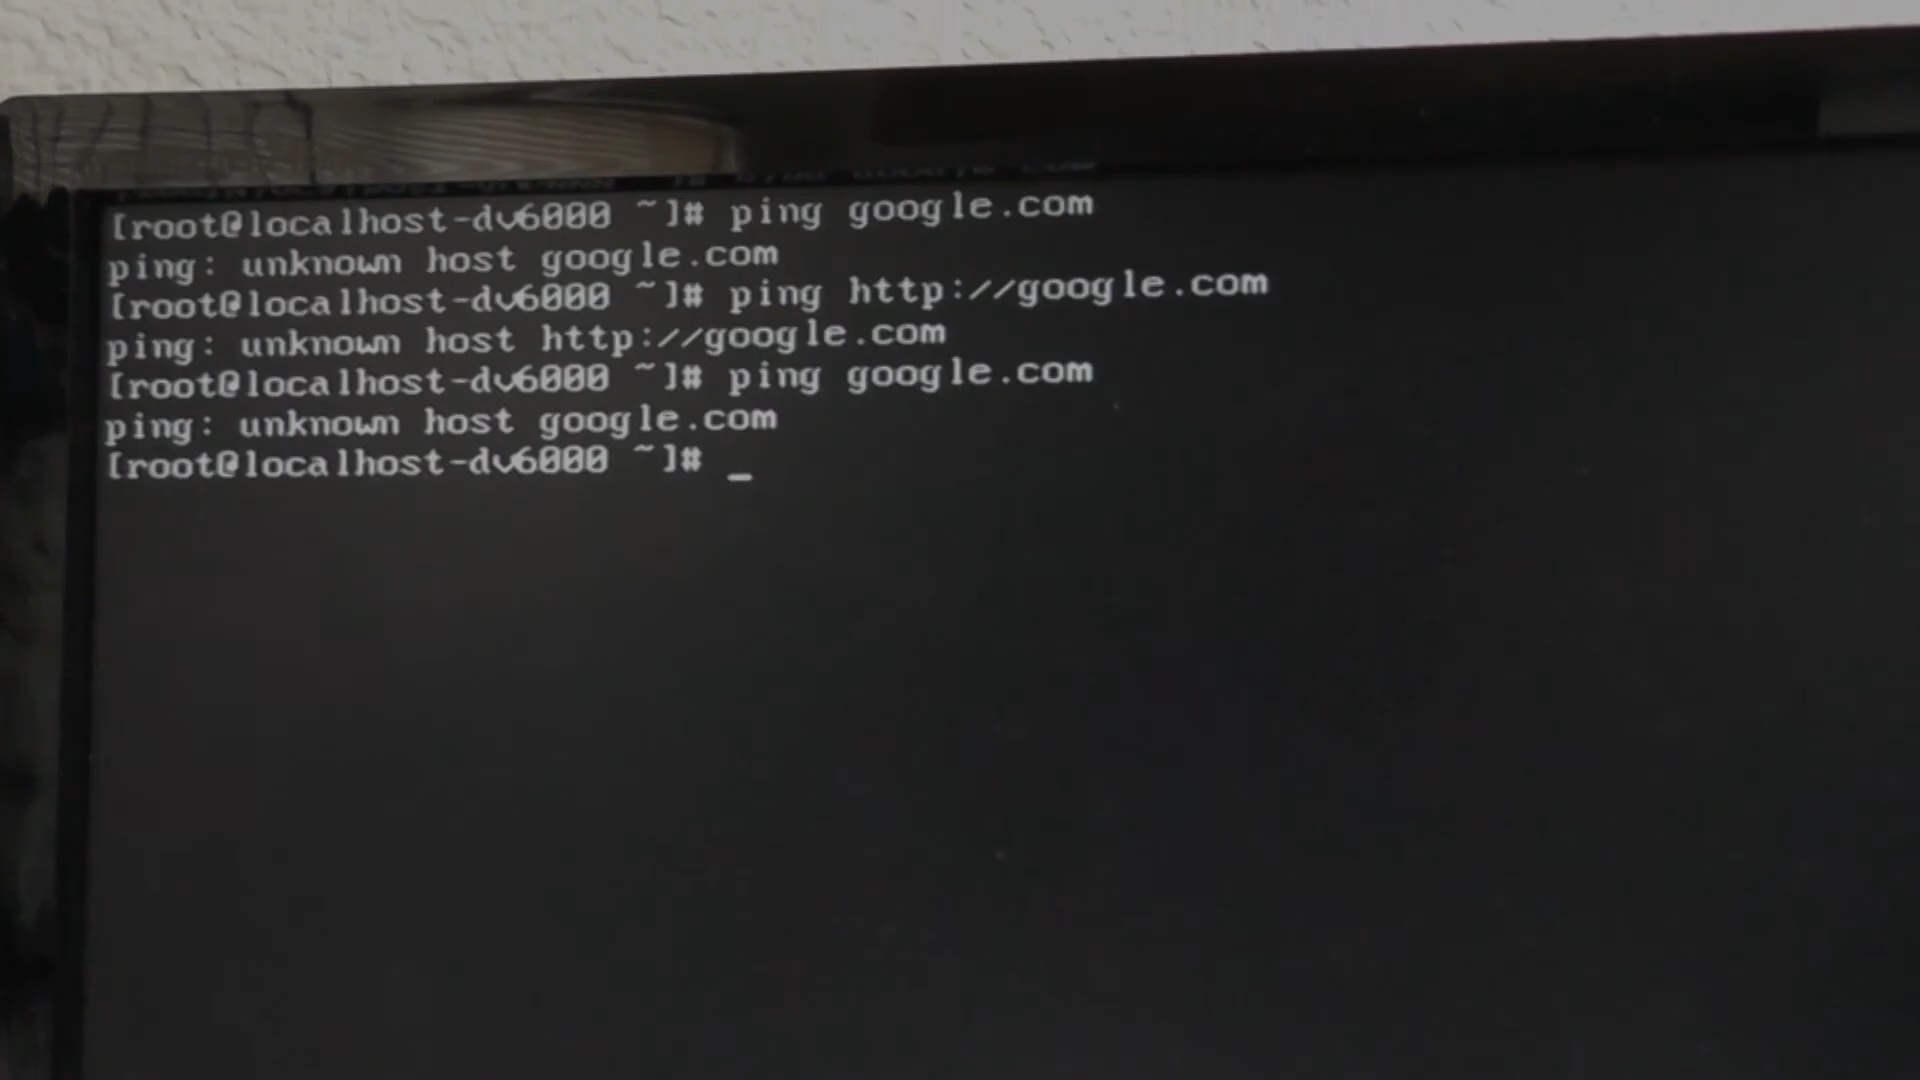 [root@localhost-dv6000 ~]# ping google.com
ping: unknown host google.com
[root@localhost-dv6000 ~]# ping http://google.com
ping: unknown host http://google.com
[root@localhost-dv6000 ~]# ping google.com
ping: unknown host google.com
[root@localhost-dv6000 ~]# _